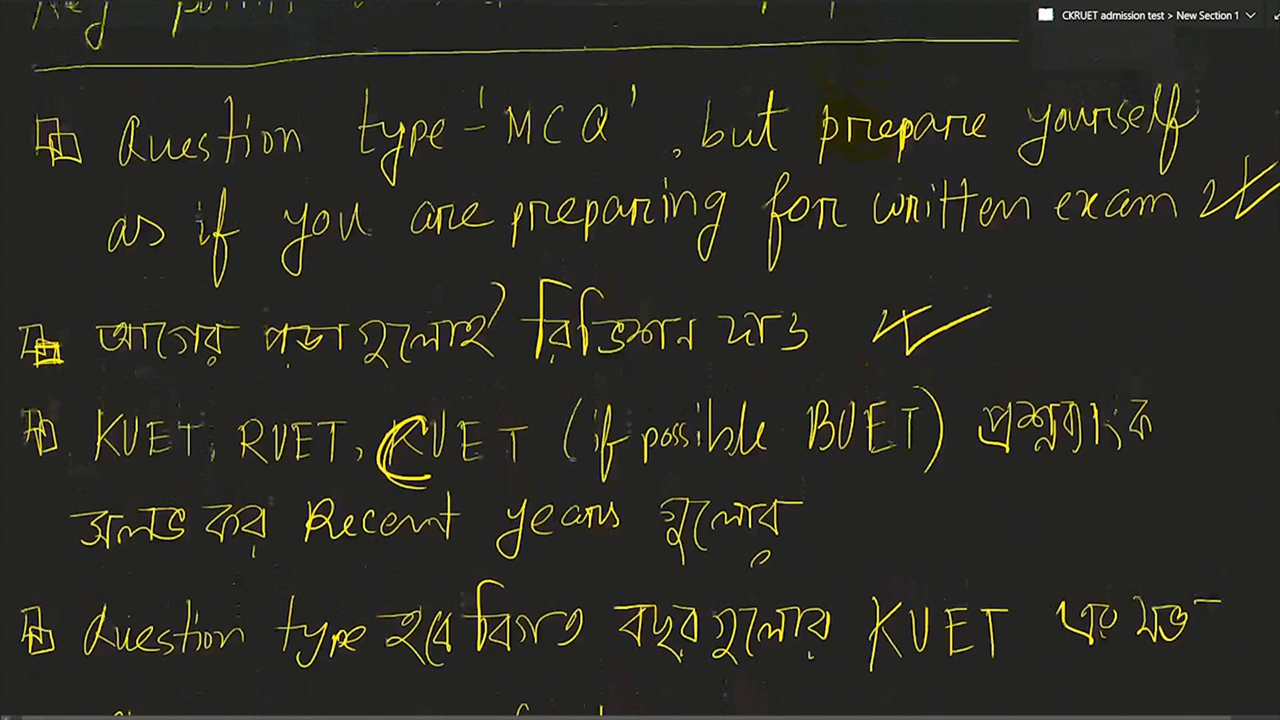 CKRUET admission test > New Section 1
Key points
Question type - 'MCQ', but prepare yourself
as if you are preparing for written exam
আগের পড়াগুলোই রিভিশন দাও
KUET, RUET, CUET (if possible BUET) প্রশ্নব্যাংক
সলভ কর Recent years গুলোর
Question type হবে বিগত বছরগুলোর KUET এর মত